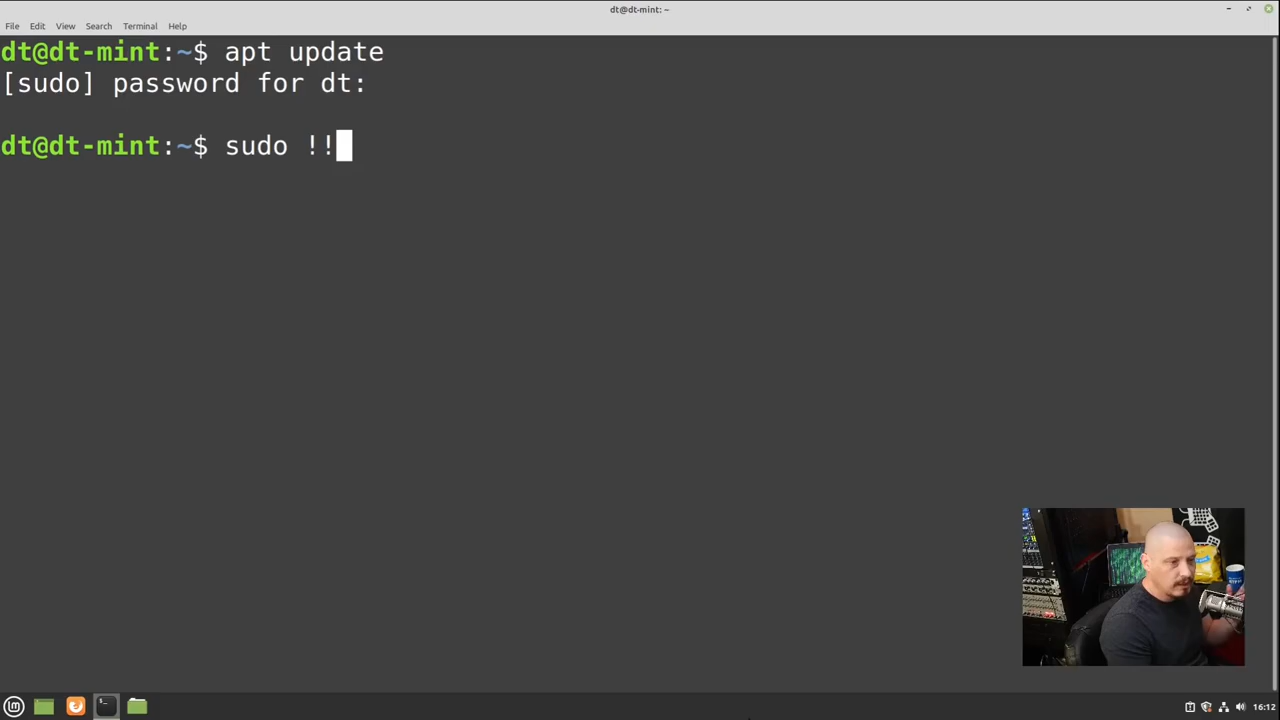 dt@dt-mint: ~
File Edit View Search Terminal Help
dt@dt-mint:~$ apt update
[sudo] password for dt:
dt@dt-mint:~$ sudo !!
16:12